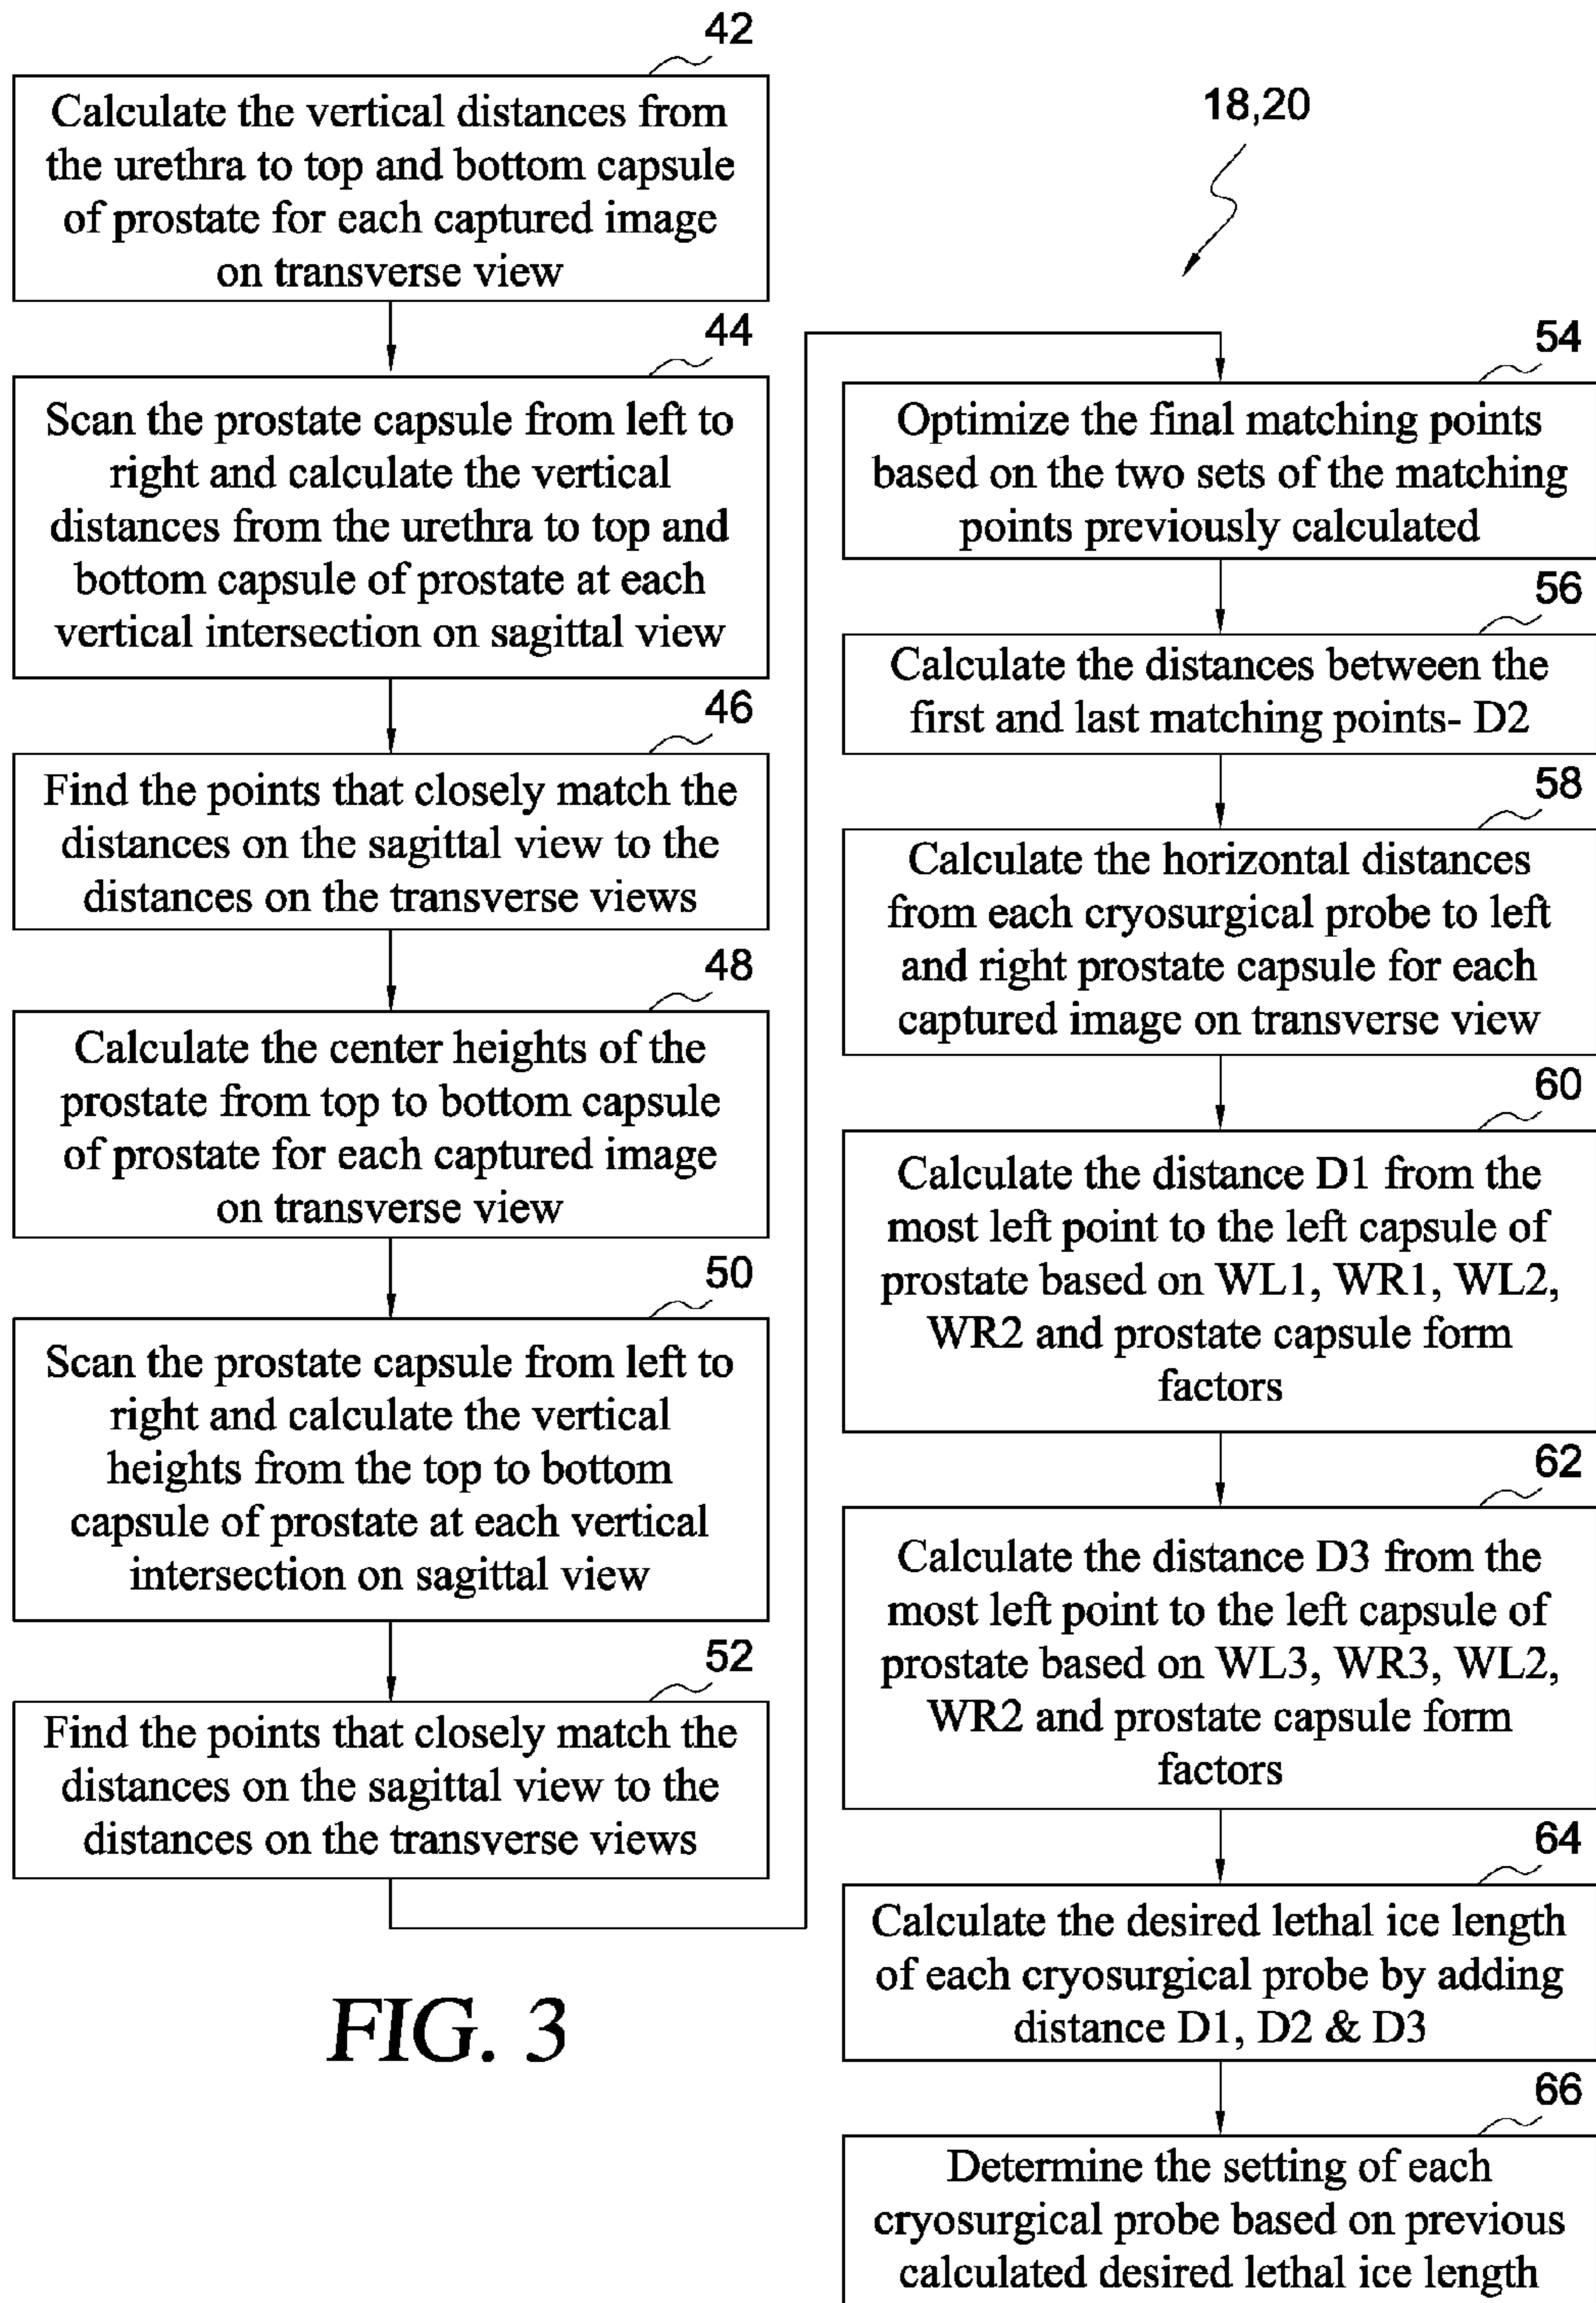 42
Calculate the vertical distances from
the urethra to top and bottom capsule
of prostate for each captured image
on transverse view
44
Scan the prostate capsule from left to
right and calculate the vertical
distances from the urethra to top and
bottom capsule of prostate at each
vertical intersection on sagittal view
46
Find the points that closely match the
distances on the sagittal view to the
distances on the transverse views
48
Calculate the center heights of the
prostate from top to bottom capsule
of prostate for each captured image
on transverse view
50
Scan the prostate capsule from left to
right and calculate the vertical
heights from the top to bottom
capsule of prostate at each vertical
intersection on sagittal view
52
Find the points that closely match the
distances on the sagittal view to the
distances on the transverse views
18,20
54
Optimize the final matching points
based on the two sets of the matching
points previously calculated
56
Calculate the distances between the
first and last matching points- D2
58
Calculate the horizontal distances
from each cryosurgical probe to left
and right prostate capsule for each
captured image on transverse view
60
Calculate the distance D1 from the
most left point to the left capsule of
prostate based on WL1, WR1, WL2,
WR2 and prostate capsule form
factors
62
Calculate the distance D3 from the
most left point to the left capsule of
prostate based on WL3, WR3, WL2,
WR2 and prostate capsule form
factors
64
Calculate the desired lethal ice length
of each cryosurgical probe by adding
distance D1, D2 & D3
66
Determine the setting of each
cryosurgical probe based on previous
calculated desired lethal ice length
FIG. 3